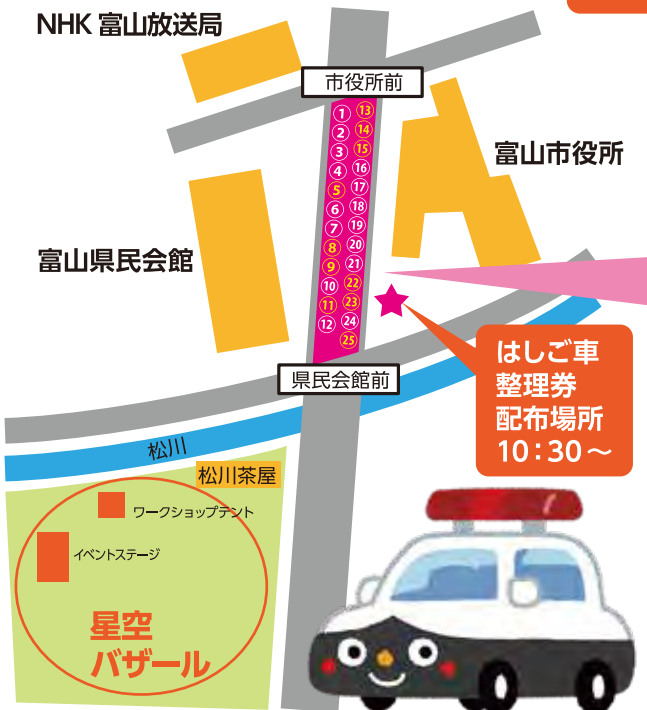 NHK 富山放送局
市役所前
1
2
3
4
5
6
7
8
9
10
11
12
13
14
15
16
17
18
19
20
21
22
23
24
25
富山市役所
富山県民会館
はしご車
整理券
配布場所
10:30～
県民会館前
松川
松川茶屋
ワークショップテント
イベントステージ
星空
バザール